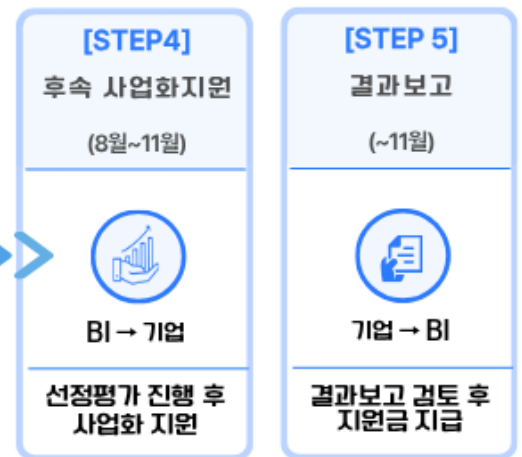 [STEP4]
후속 사업화지원
(8월~11월)
BI → 기업
선정평가 진행 후
사업화 지원
[STEP 5]
결과보고
(~11월)
기업 → BI
결과보고 검토 후
지원금 지급